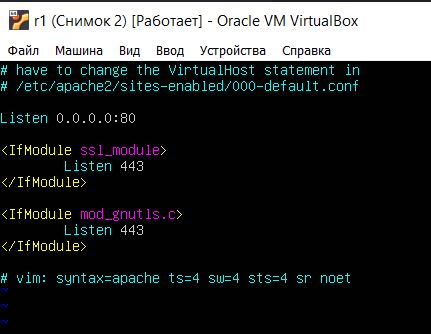 r1 (Снимок 2) [Работает] - Oracle VM VirtualBox
Файл Машина Вид Ввод Устройства Справка
# have to change the VirtualHost statement in
# /etc/apache2/sites-enabled/000-default.conf
Listen 0.0.0.0:80
<IfModule ssl_module>
Listen 443
</IfModule>
<IfModule mod_gnutls.c>
Listen 443
</IfModule>
# vim: syntax=apache ts=4 sw=4 sts=4 sr noet
~
~
~